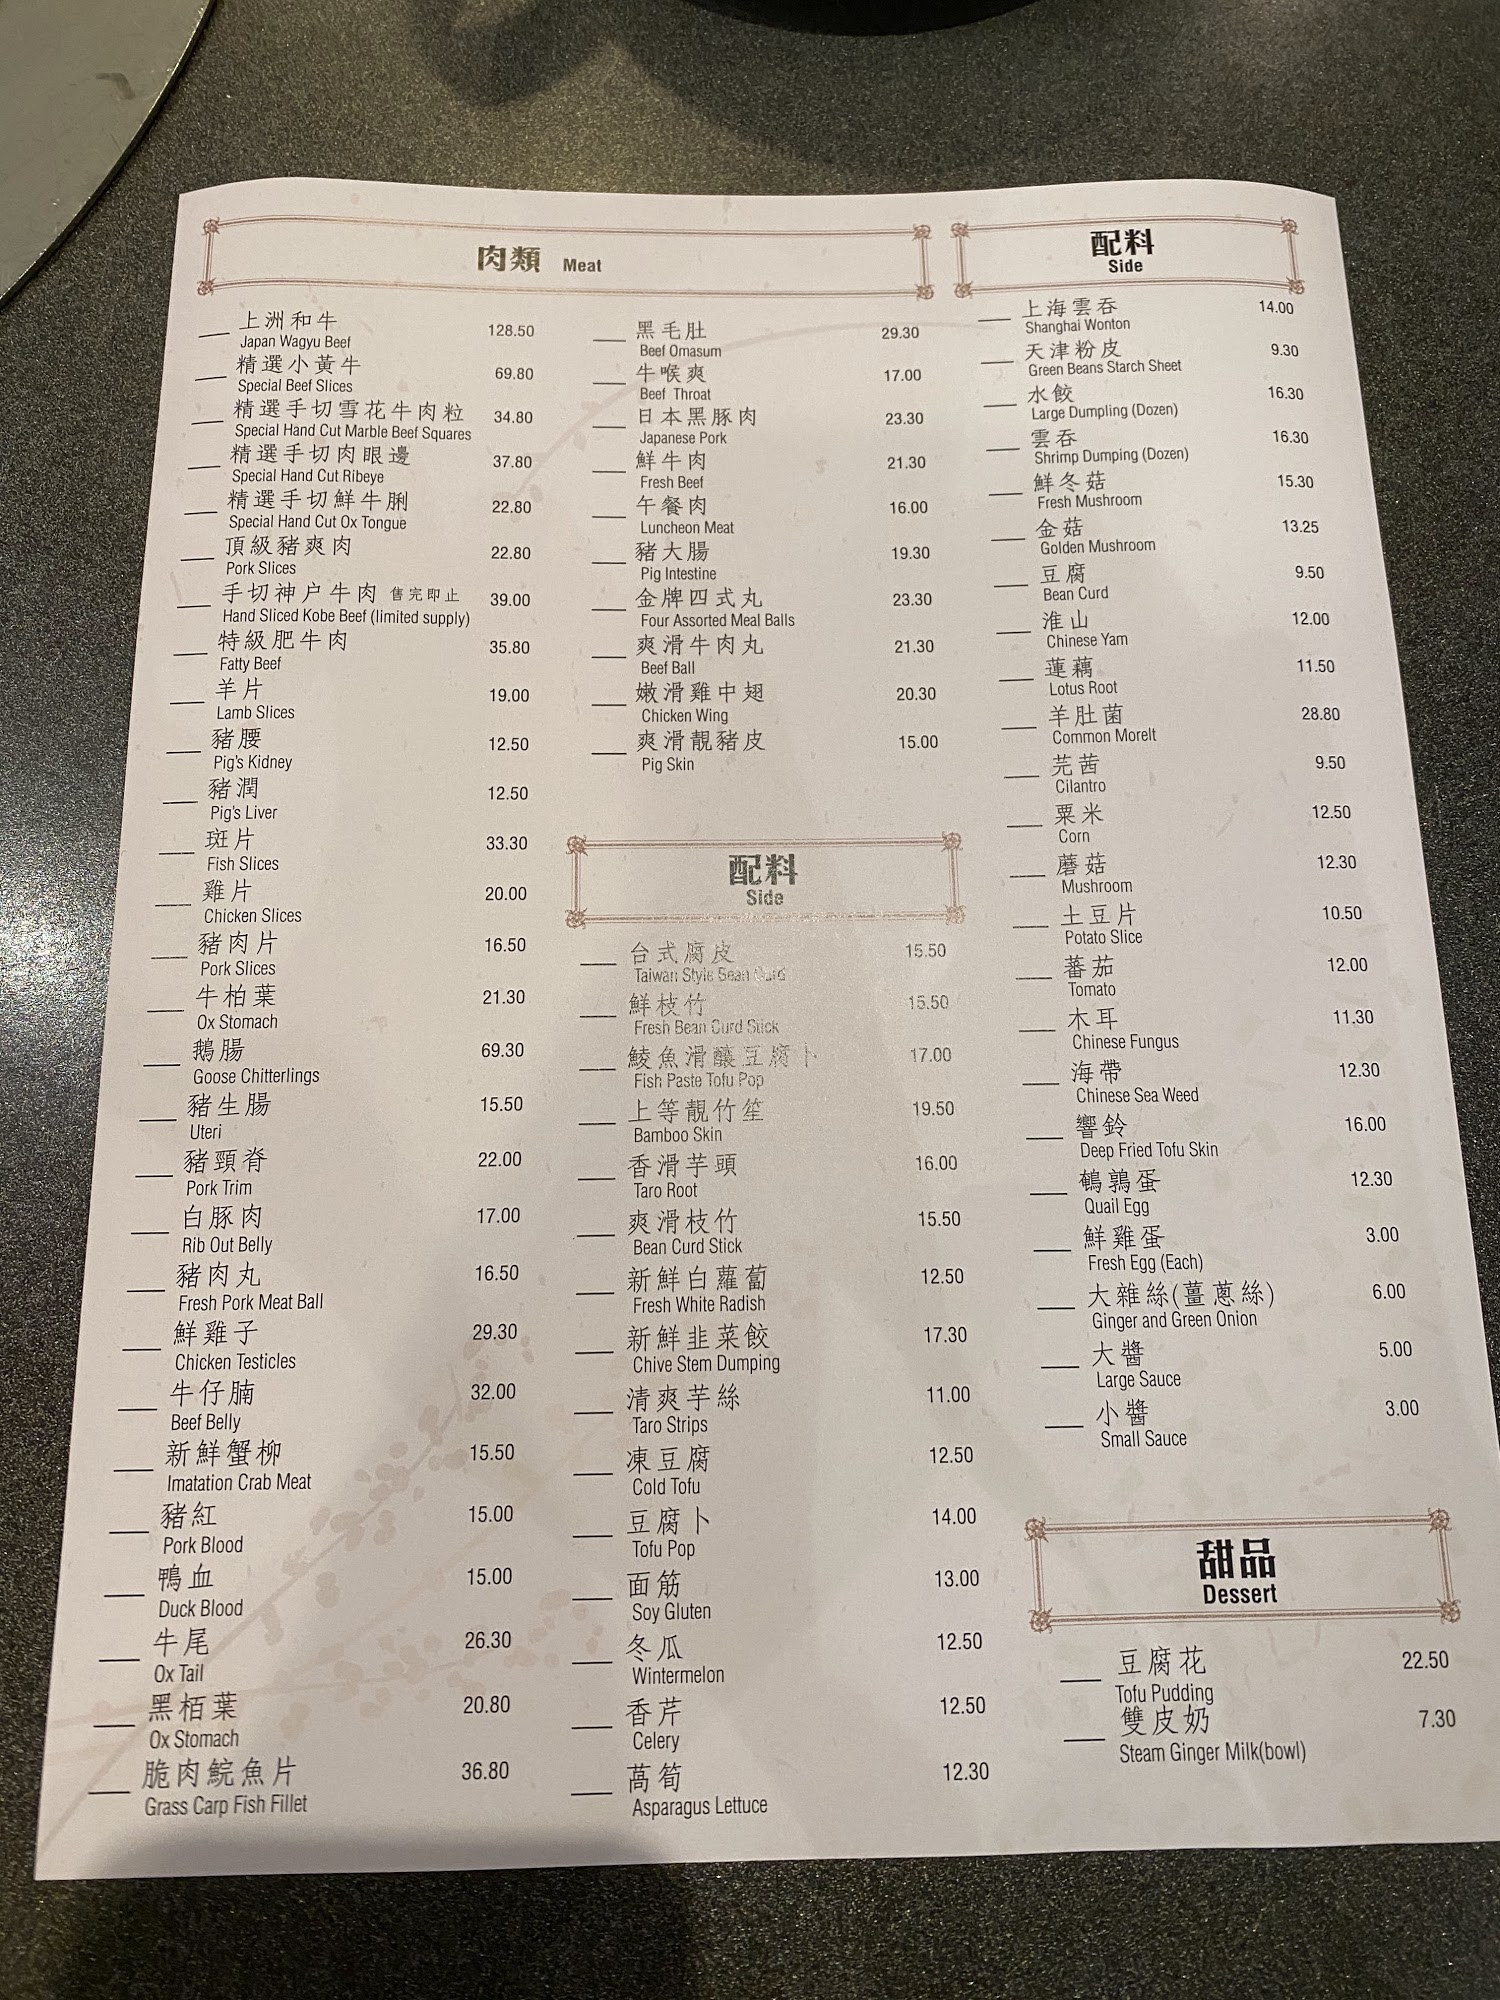 肉類 Meat
上洲和牛 128.50
Japan Wagyu Beef
精選小黃牛 69.80
Special Beef Slices
精選手切雪花牛肉粒 34.80
Special Hand Cut Marble Beef Squares
精選手切肉眼邊 37.80
Special Hand Cut Ribeye
精選手切鮮牛脷 22.80
Special Hand Cut Ox Tongue
頂級豬爽肉 22.80
Pork Slices
手切神户牛肉 售完即止 39.00
Hand Sliced Kobe Beef (limited supply)
特級肥牛肉 35.80
Fatty Beef
羊片 19.00
Lamb Slices
豬腰 12.50
Pig's Kidney
豬潤 12.50
Pig's Liver
斑片 33.30
Fish Slices
雞片 20.00
Chicken Slices
豬肉片 16.50
Pork Slices
牛柏葉 21.30
Ox Stomach
鵝腸 69.30
Goose Chitterlings
豬生腸 15.50
Uteri
豬頸脊 22.00
Pork Trim
白豚肉 17.00
Rib Out Belly
豬肉丸 16.50
Fresh Pork Meat Ball
鮮雞子 29.30
Chicken Testicles
牛仔腩 32.00
Beef Belly
新鮮蟹柳 15.50
Imatation Crab Meat
豬紅 15.00
Pork Blood
鴨血 15.00
Duck Blood
牛尾 26.30
Ox Tail
黑栢葉 20.80
Ox Stomach
脆肉鯇魚片 36.80
Grass Carp Fish Fillet
黑毛肚 29.30
Beef Omasum
牛喉爽 17.00
Beef Throat
日本黑豚肉 23.30
Japanese Pork
鮮牛肉 21.30
Fresh Beef
午餐肉 16.00
Luncheon Meat
豬大腸 19.30
Pig Intestine
金牌四式丸 23.30
Four Assorted Meal Balls
爽滑牛肉丸 21.30
Beef Ball
嫩滑雞中翅 20.30
Chicken Wing
爽滑靚豬皮 15.00
Pig Skin
配料
Side
台式腐皮 15.50
Taiwan Style Bean Curd
鮮枝竹 15.50
Fresh Bean Curd Stick
鯪魚滑釀豆腐卜 17.00
Fish Paste Tofu Pop
上等靚竹笙 19.50
Bamboo Skin
香滑芋頭 16.00
Taro Root
爽滑枝竹 15.50
Bean Curd Stick
新鮮白蘿蔔 12.50
Fresh White Radish
新鮮韭菜餃 17.30
Chive Stem Dumping
清爽芋絲 11.00
Taro Strips
凍豆腐 12.50
Cold Tofu
豆腐卜 14.00
Tofu Pop
面筋 13.00
Soy Gluten
冬瓜 12.50
Wintermelon
香芹 12.50
Celery
萵筍 12.30
Asparagus Lettuce
配料
Side
上海雲吞 14.00
Shanghai Wonton
天津粉皮 9.30
Green Beans Starch Sheet
水餃 16.30
Large Dumpling (Dozen)
雲吞 16.30
Shrimp Dumping (Dozen)
鮮冬菇 15.30
Fresh Mushroom
金菇 13.25
Golden Mushroom
豆腐 9.50
Bean Curd
淮山 12.00
Chinese Yam
蓮藕 11.50
Lotus Root
羊肚菌 28.80
Common Morelt
芫茜 9.50
Cilantro
粟米 12.50
Corn
蘑菇 12.30
Mushroom
土豆片 10.50
Potato Slice
蕃茄 12.00
Tomato
木耳 11.30
Chinese Fungus
海帶 12.30
Chinese Sea Weed
響鈴 16.00
Deep Fried Tofu Skin
鵪鶉蛋 12.30
Quail Egg
鮮雞蛋 3.00
Fresh Egg (Each)
大雜絲(薑蔥絲) 6.00
Ginger and Green Onion
大醬 5.00
Large Sauce
小醬 3.00
Small Sauce
甜品
Dessert
豆腐花 22.50
Tofu Pudding
雙皮奶 7.30
Steam Ginger Milk(bowl)